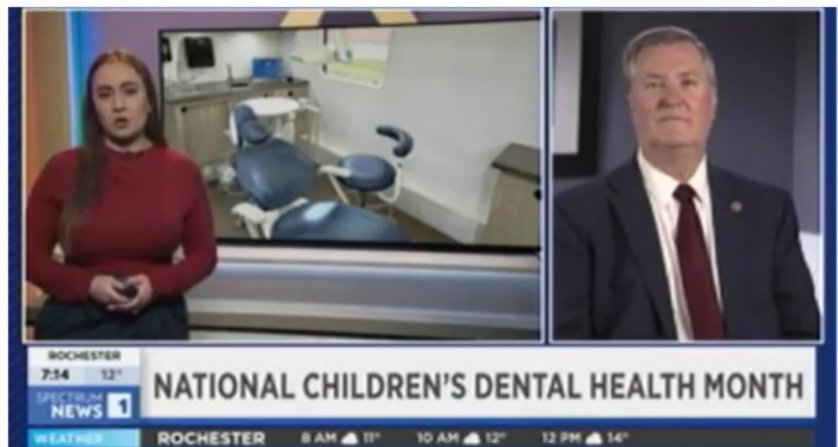 ROCHESTER
7:14 12°
SPECTRUM
NEWS 1
NATIONAL CHILDREN'S DENTAL HEALTH MONTH
WEATHER ROCHESTER 8 AM 11° 10 AM 12° 12 PM 14°